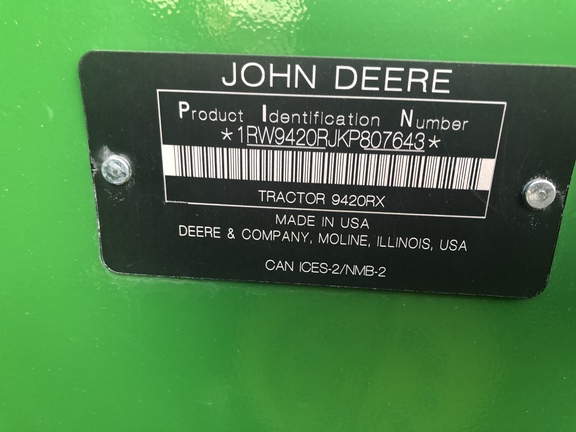 JOHN DEERE
Product Identification Number
*1RW9420RJKP807643*
TRACTOR 9420RX
MADE IN USA
DEERE & COMPANY, MOLINE, ILLINOIS, USA
CAN ICES-2/NMB-2